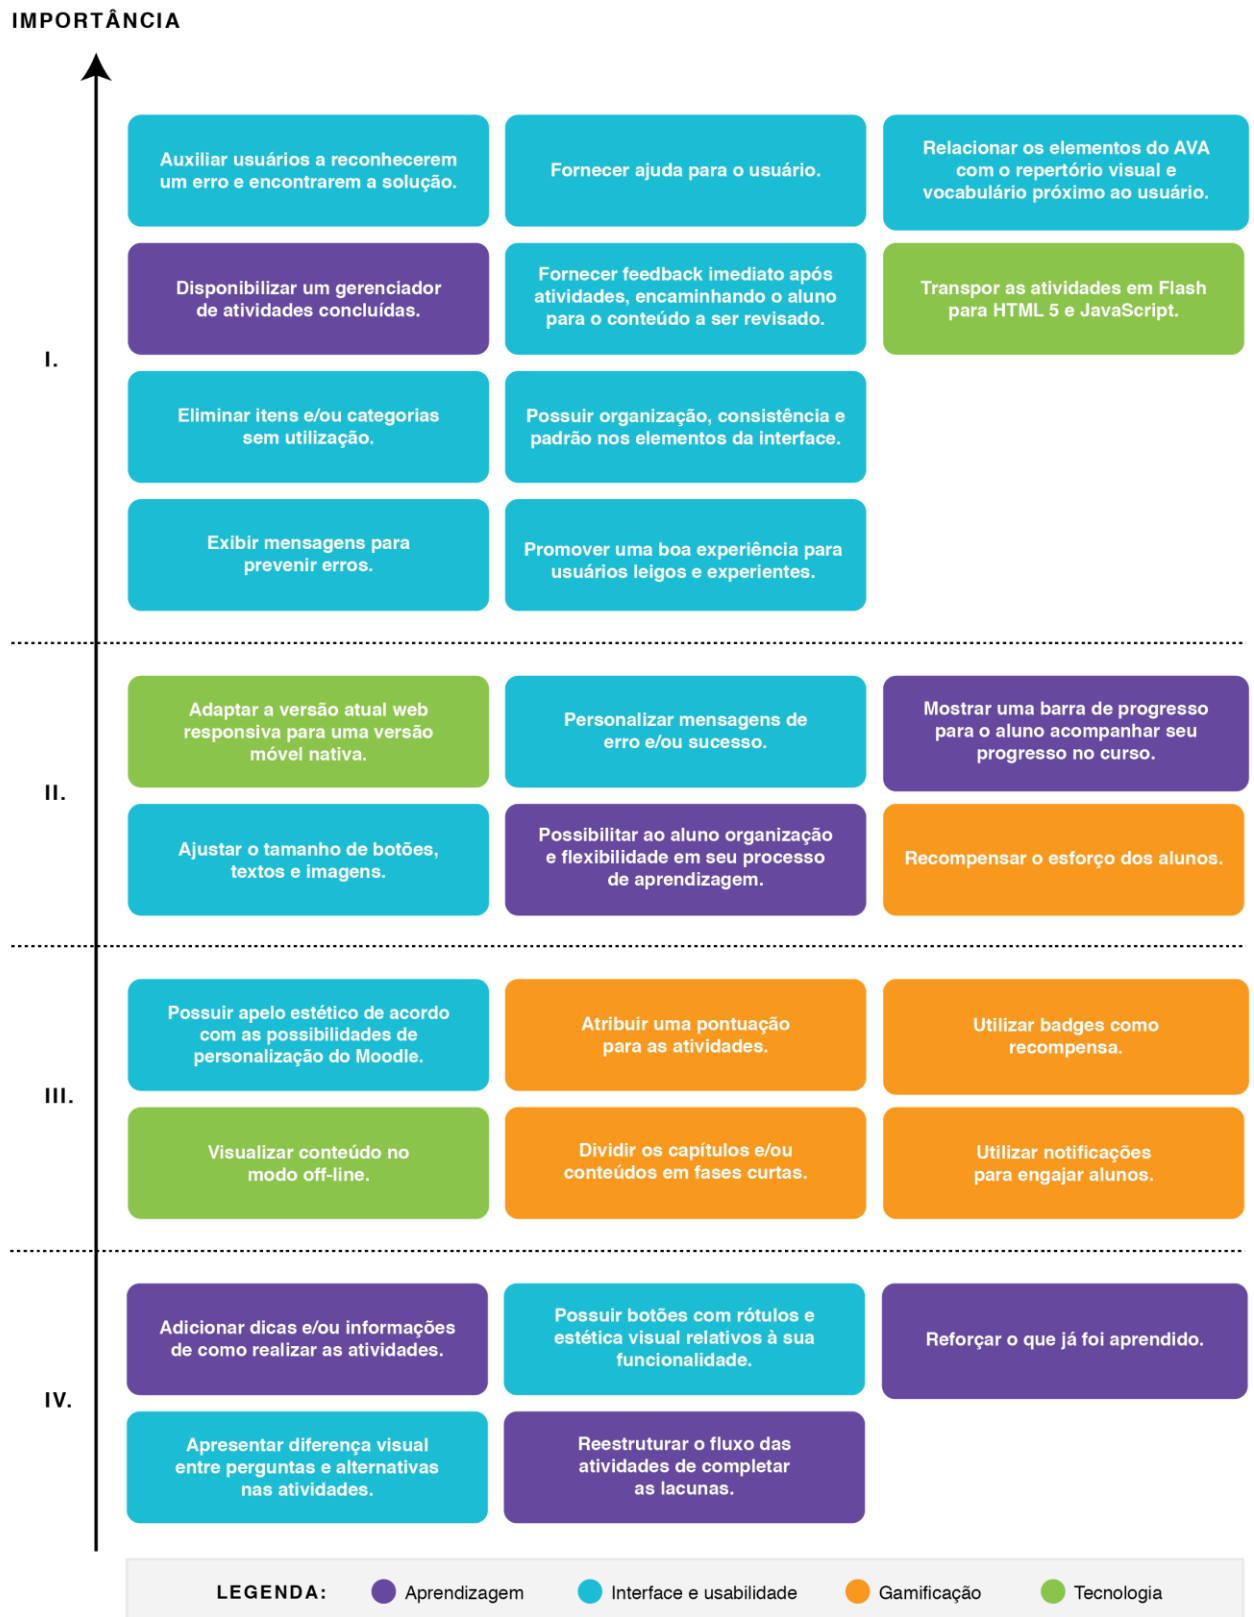 IMPORTÂNCIA
I.
Auxiliar usuários a reconhecerem
um erro e encontrarem a solução.
Fornecer ajuda para o usuário.
Relacionar os elementos do AVA
com o repertório visual e
vocabulário próximo ao usuário.
Disponibilizar um gerenciador
de atividades concluídas.
Fornecer feedback imediato após
atividades, encaminhando o aluno
para o conteúdo a ser revisado.
Transpor as atividades em Flash
para HTML 5 e JavaScript.
Eliminar itens e/ou categorias
sem utilização.
Possuir organização, consistência e
padrão nos elementos da interface.
Exibir mensagens para
prevenir erros.
Promover uma boa experiência para
usuários leigos e experientes.
II.
Adaptar a versão atual web
responsiva para uma versão
móvel nativa.
Personalizar mensagens de
erro e/ou sucesso.
Mostrar uma barra de progresso
para o aluno acompanhar seu
progresso no curso.
Ajustar o tamanho de botões,
textos e imagens.
Possibilitar ao aluno organização
e flexibilidade em seu processo
de aprendizagem.
Recompensar o esforço dos alunos.
III.
Possuir apelo estético de acordo
com as possibilidades de
personalização do Moodle.
Atribuir uma pontuação
para as atividades.
Utilizar badges como
recompensa.
Visualizar conteúdo no
modo off-line.
Dividir os capítulos e/ou
conteúdos em fases curtas.
Utilizar notificações
para engajar alunos.
IV.
Adicionar dicas e/ou informações
de como realizar as atividades.
Possuir botões com rótulos e
estética visual relativos à sua
funcionalidade.
Reforçar o que já foi aprendido.
Apresentar diferença visual
entre perguntas e alternativas
nas atividades.
Reestruturar o fluxo das
atividades de completar
as lacunas.
LEGENDA:
Aprendizagem
Interface e usabilidade
Gamificação
Tecnologia